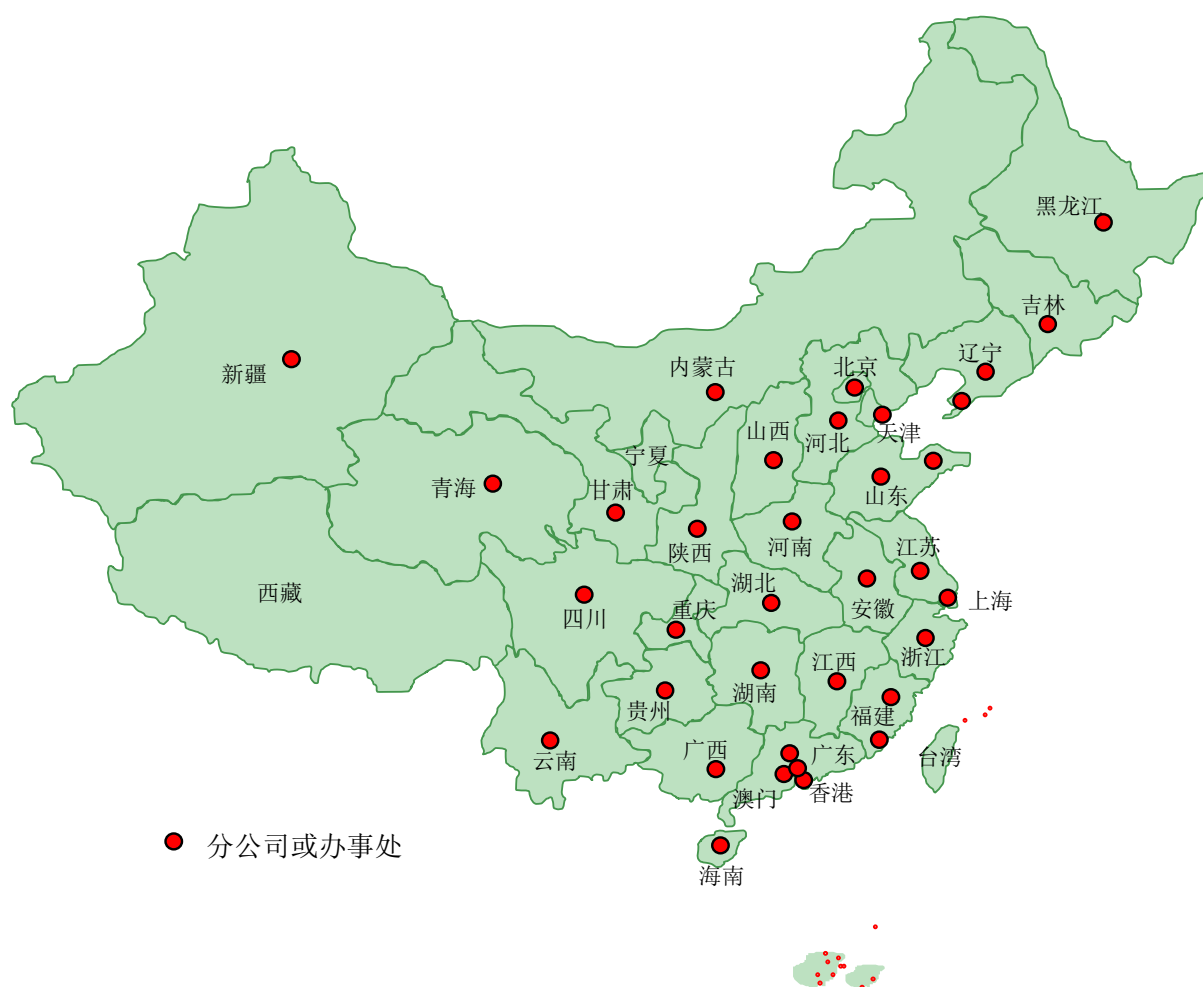 黑龙江
吉林
辽宁
北京
内蒙古
新疆
天津
河北
山西
宁夏
青海
甘肃
山东
陕西
河南
江苏
西藏
湖北
安徽
上海
四川
重庆
浙江
江西
湖南
贵州
福建
云南
广西
广东
台湾
澳门
香港
分公司或办事处
海南